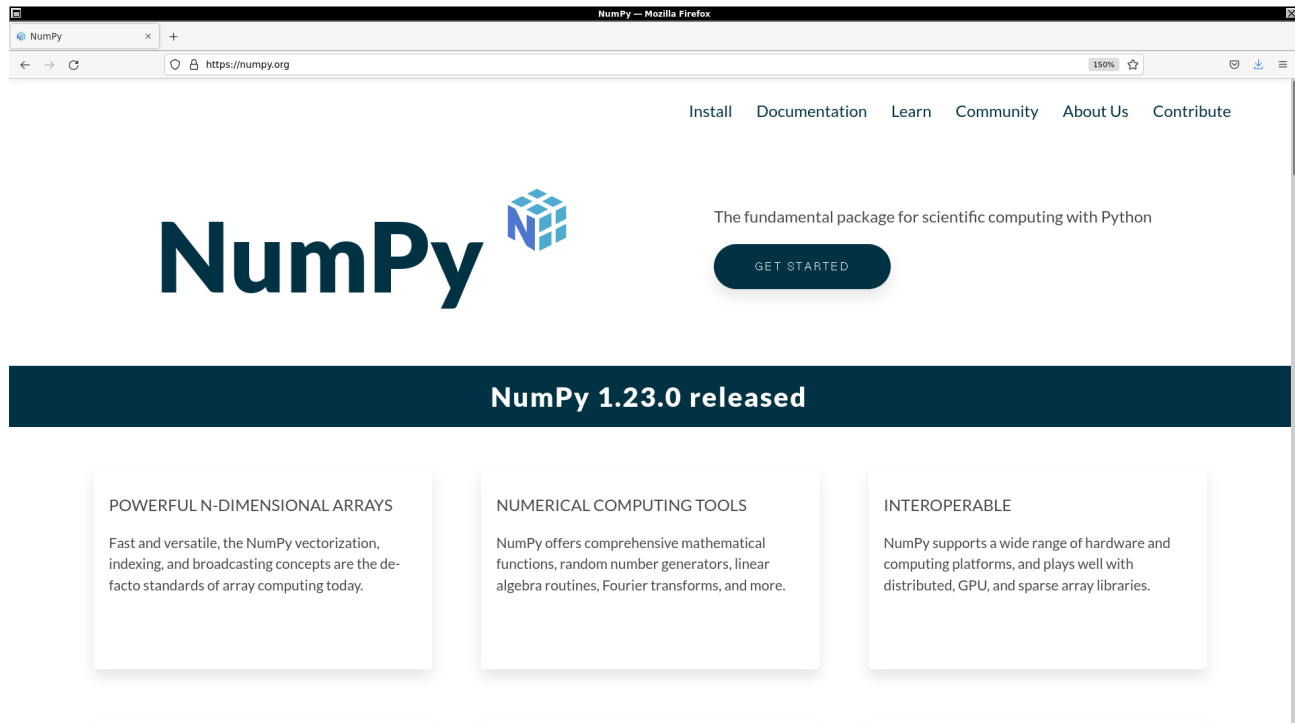 NumPy — Mozilla Firefox
NumPy
https://numpy.org
150%
Install Documentation Learn Community About Us Contribute
NumPy
N
The fundamental package for scientific computing with Python
GET STARTED
NumPy 1.23.0 released
POWERFUL N-DIMENSIONAL ARRAYS
Fast and versatile, the NumPy vectorization,
indexing, and broadcasting concepts are the de-
facto standards of array computing today.
NUMERICAL COMPUTING TOOLS
NumPy offers comprehensive mathematical
functions, random number generators, linear
algebra routines, Fourier transforms, and more.
INTEROPERABLE
NumPy supports a wide range of hardware and
computing platforms, and plays well with
distributed, GPU, and sparse array libraries.